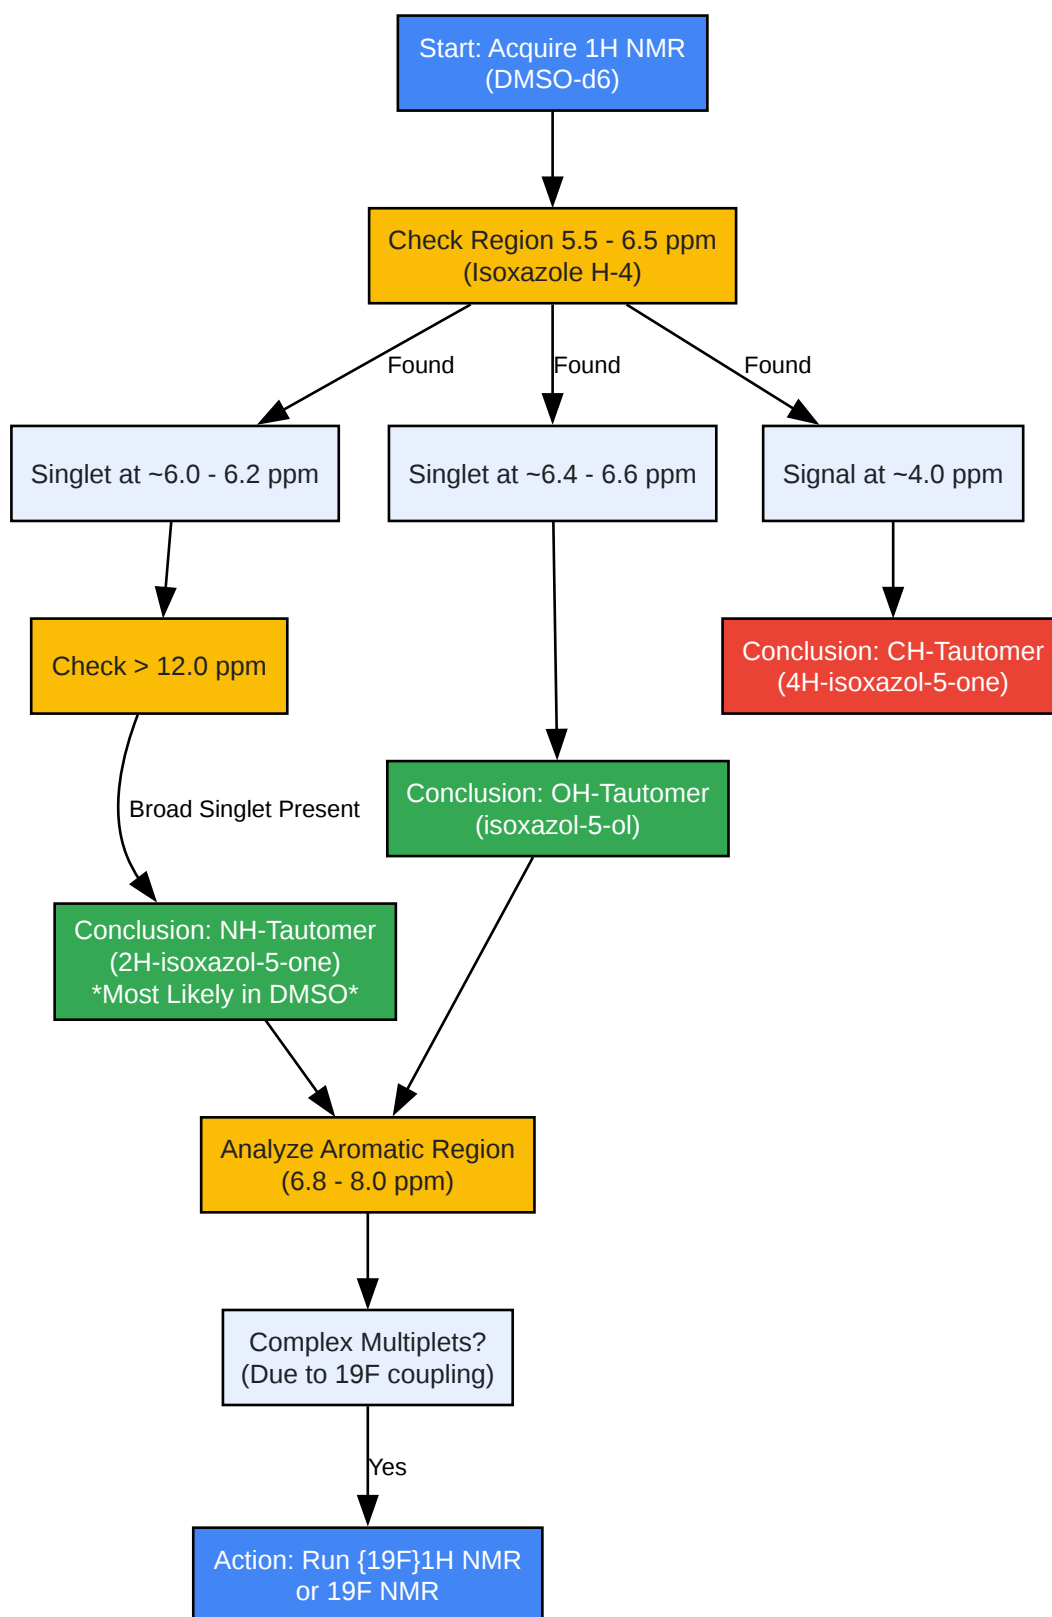 Start: Acquire 1H NMR
(DMSO-d6)
Check Region 5.5 - 6.5 ppm
(Isoxazole H-4)
Found
Found
Found
Singlet at ~6.0 - 6.2 ppm
Singlet at ~6.4 - 6.6 ppm
Signal at ~4.0 ppm
Check > 12.0 ppm
Conclusion: CH-Tautomer
(4H-isoxazol-5-one)
Broad Singlet Present
Conclusion: OH-Tautomer
(isoxazol-5-ol)
Conclusion: NH-Tautomer
(2H-isoxazol-5-one)
*Most Likely in DMSO*
Analyze Aromatic Region
(6.8 - 8.0 ppm)
Complex Multiplets?
(Due to 19F coupling)
Yes
Action: Run {19F}1H NMR
or 19F NMR